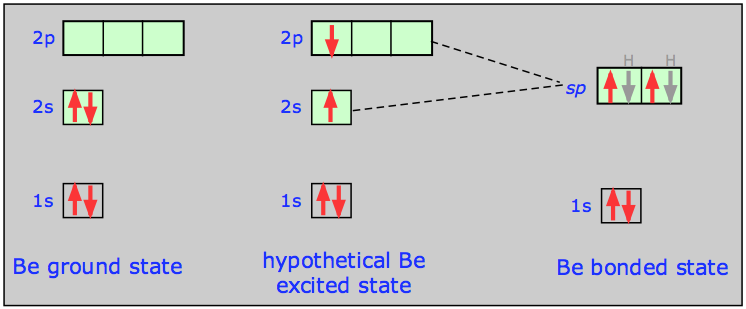 2p
2s
1s
Be ground state
2p
2s
1s
hypothetical Be
excited state
H H
sp
1s
Be bonded state